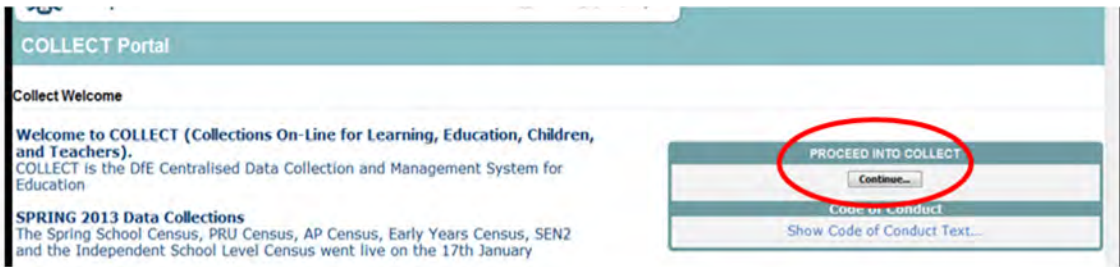 COLLECT Portal
Collect Welcome
Welcome to COLLECT (Collections On-Line for Learning, Education, Children,
and Teachers).
COLLECT is the DfE Centralised Data Collection and Management System for
Education
SPRING 2013 Data Collections
The Spring School Census, PRU Census, AP Census, Early Years Census, SEN2
and the Independent School Level Census went live on the 17th January
PROCEED INTO COLLECT
Continue...
Code of Conduct
Show Code of Conduct Text...